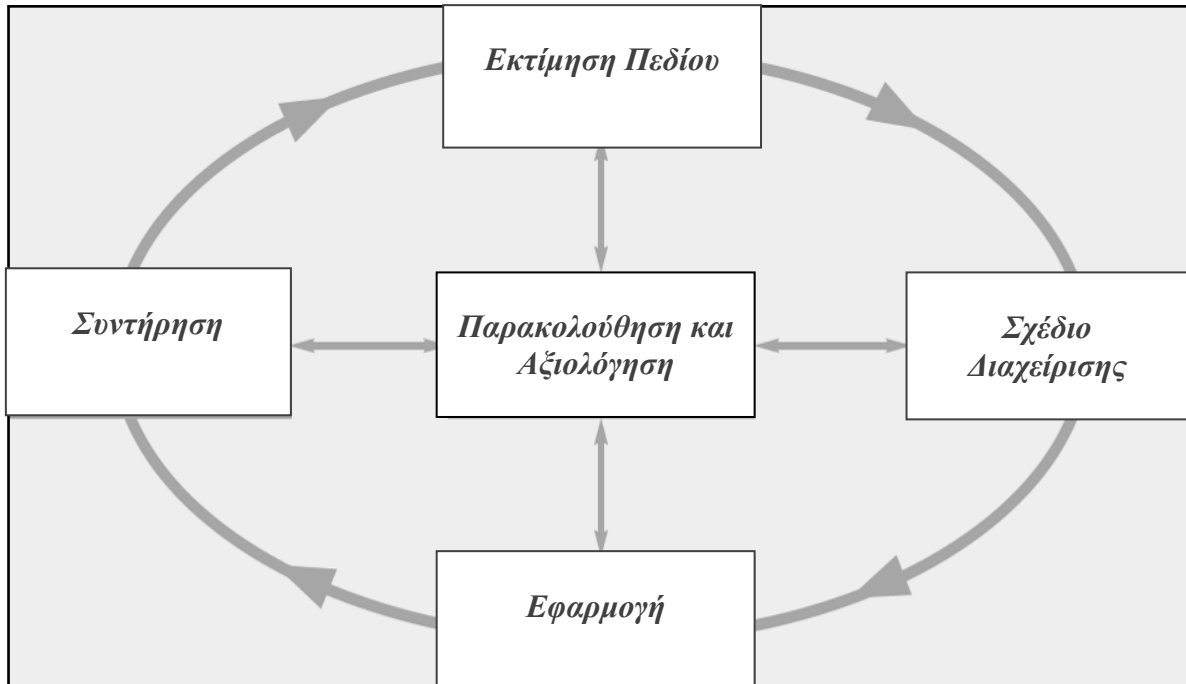 Εκτίμηση Πεδίου
Συντήρηση
Παρακολούθηση και
Αξιολόγηση
Σχέδιο
Διαχείρισης
Εφαρμογή